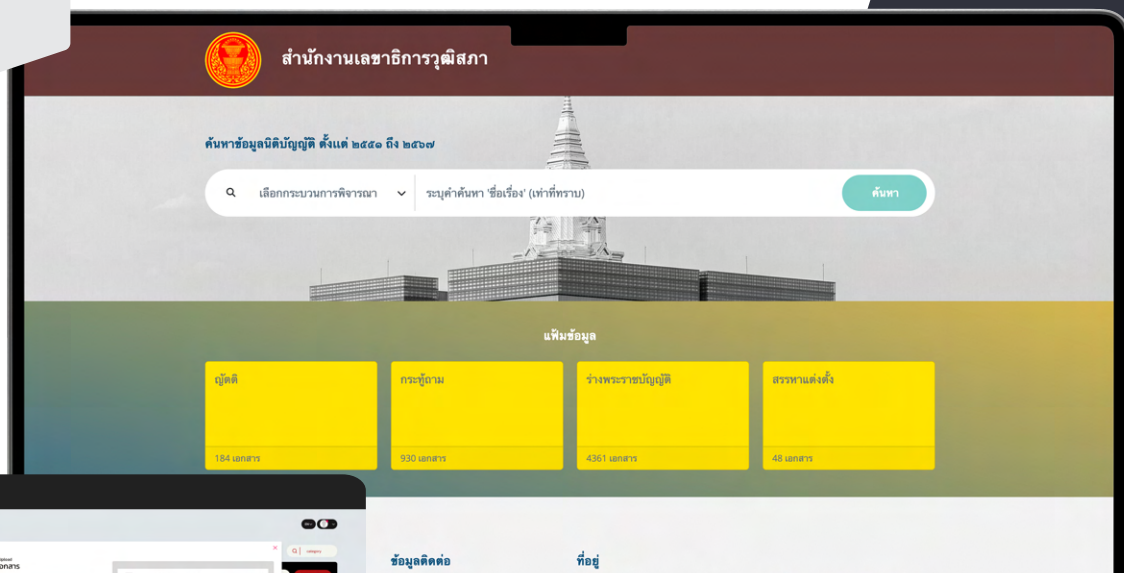 สำนักงานเลขาธิการวุฒิสภา
ค้นหาข้อมูลนิติบัญญัติ ตั้งแต่ ๒๕๕๑ ถึง ๒๕๖๗
เลือกกระบวนการพิจารณา ระบุคำค้นหา 'ชื่อเรื่อง' (เท่าที่ทราบ) ค้นหา
แฟ้มข้อมูล
ญัตติ กระทู้ถาม ร่างพระราชบัญญัติ สรรหาแต่งตั้ง
184 เอกสาร 930 เอกสาร 4361 เอกสาร 48 เอกสาร
ข้อมูลติดต่อ ที่อยู่